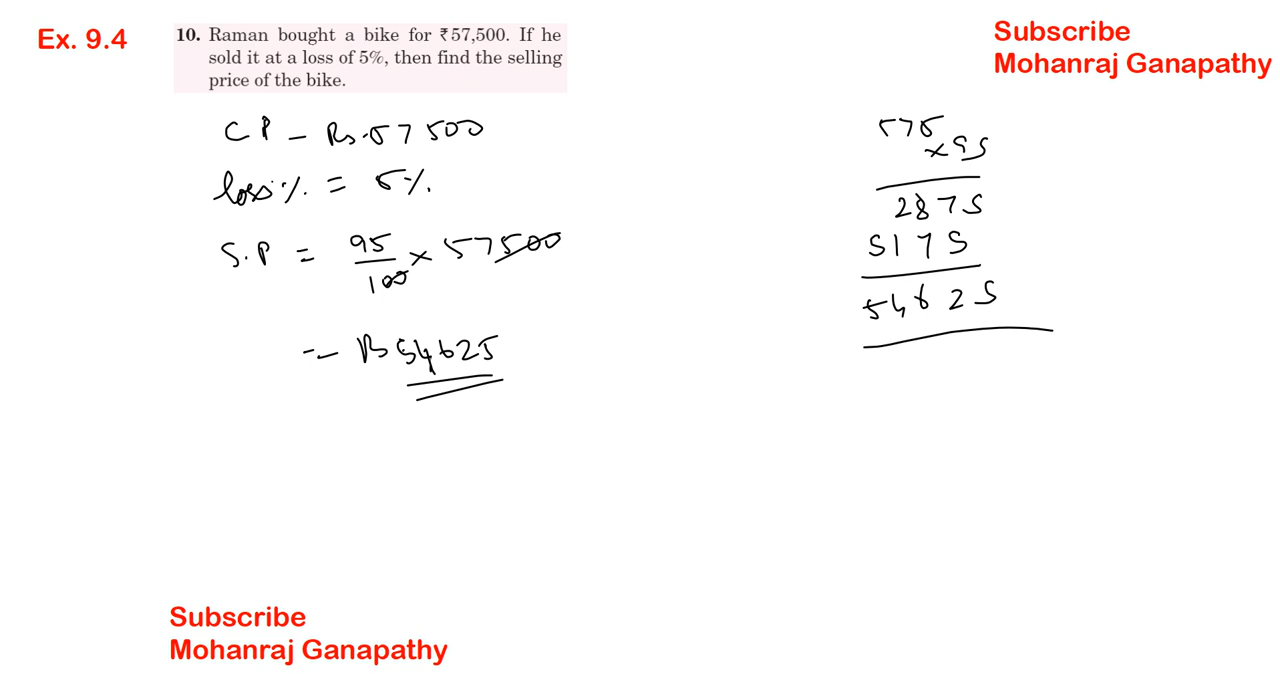 Ex. 9.4
10. Raman bought a bike for ₹57,500. If he
sold it at a loss of 5%, then find the selling
price of the bike.
Subscribe
Mohanraj Ganapathy
CP - Rs. 57500
loss% = 5%
S.P = 95/100 × 57500
= Rs 54625
575
×95
2875
5175
54625
Subscribe
Mohanraj Ganapathy